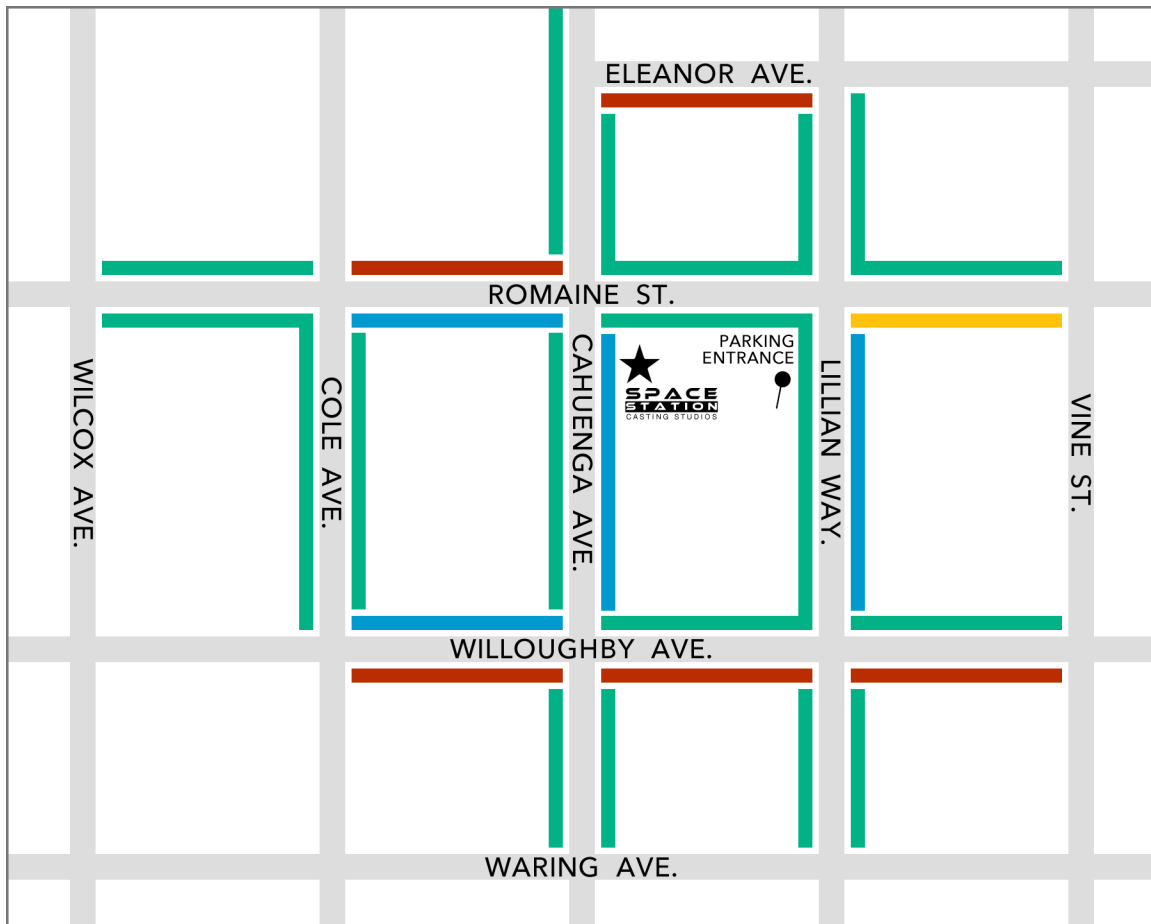 ELEANOR AVE.
ROMAINE ST.
PARKING
ENTRANCE
SPACE
STATION
CASTING STUDIOS
WILCOX AVE.
COLE AVE.
CAHUENGA AVE.
LILLIAN WAY.
VINE ST.
WILLOUGHBY AVE.
WARING AVE.